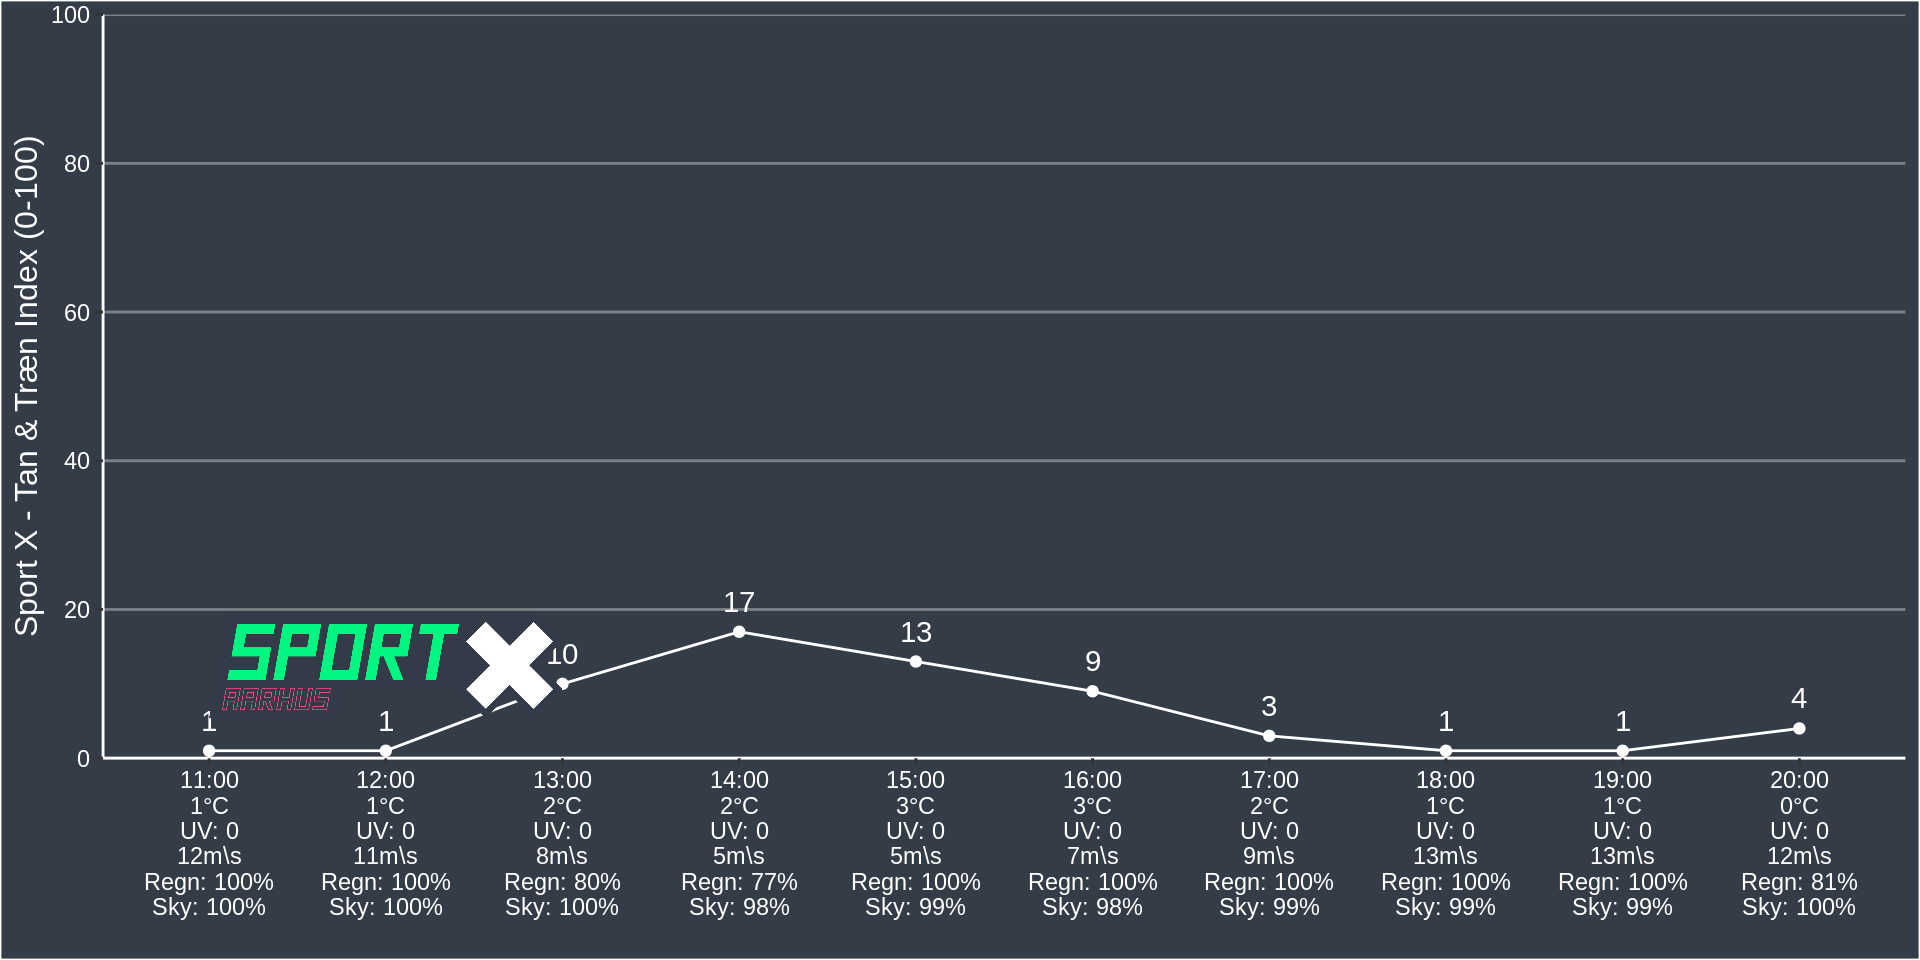 100
80
60
40
20
0
Sport X - Tan & Træn Index (0-100)
SPORT X
AARHUS
1
1
10
17
13
9
3
1
1
4
11:00
1°C
UV: 0
12m\s
Regn: 100%
Sky: 100%
12:00
1°C
UV: 0
11m\s
Regn: 100%
Sky: 100%
13:00
2°C
UV: 0
8m\s
Regn: 80%
Sky: 100%
14:00
2°C
UV: 0
5m\s
Regn: 77%
Sky: 98%
15:00
3°C
UV: 0
5m\s
Regn: 100%
Sky: 99%
16:00
3°C
UV: 0
7m\s
Regn: 100%
Sky: 98%
17:00
2°C
UV: 0
9m\s
Regn: 100%
Sky: 99%
18:00
1°C
UV: 0
13m\s
Regn: 100%
Sky: 99%
19:00
1°C
UV: 0
13m\s
Regn: 100%
Sky: 99%
20:00
0°C
UV: 0
12m\s
Regn: 81%
Sky: 100%